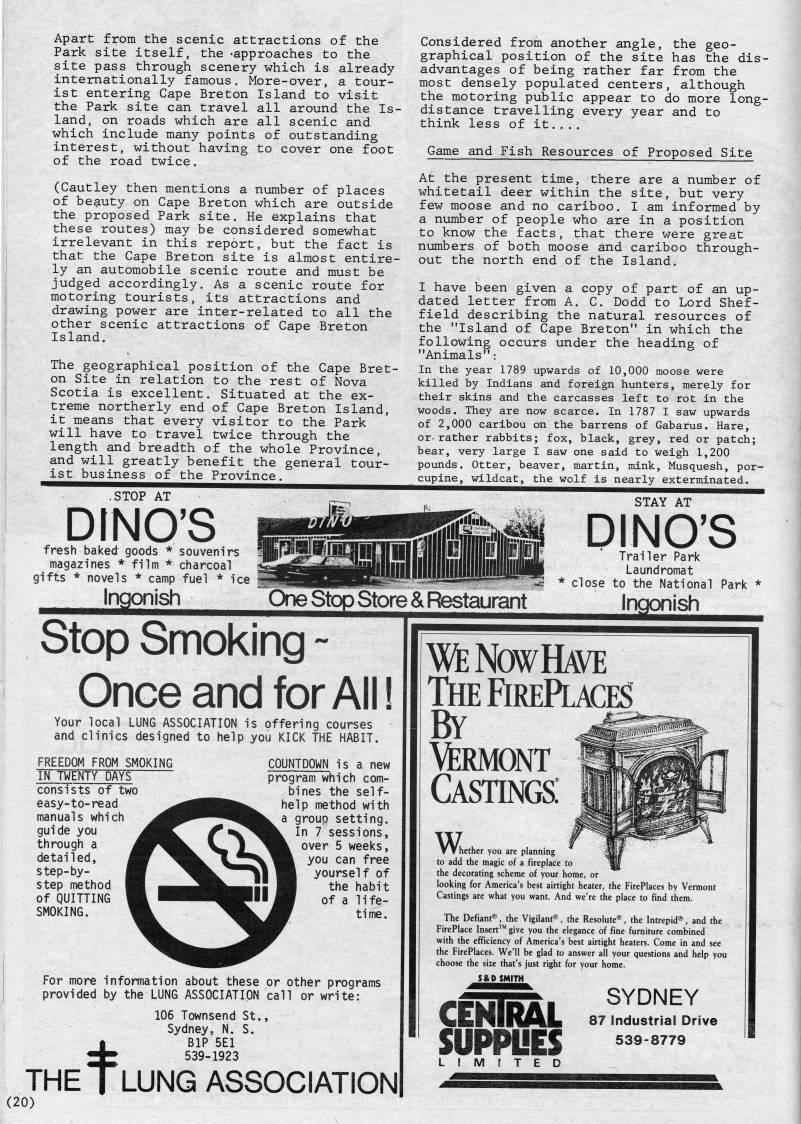 Apart from the scenic attractions of the
Park site itself, the approaches to the
site pass through scenery which is already
internationally famous. More-over, a tour-
ist entering Cape Breton Island to visit
the Park site can travel all around the Is-
land, on roads which are all scenic and
which include many points of outstanding
interest, without having to cover one foot
of the road twice.
(Cautley then mentions a number of places
of beauty on Cape Breton which are outside
the proposed Park site. He explains that
these routes) may be considered somewhat
irrelevant in this report, but the fact is
that the Cape Breton site is almost entire-
ly an automobile scenic route and must be
judged accordingly. As a scenic route for
motoring tourists, its attractions and
drawing power are inter-related to all the
other scenic attractions of Cape Breton
Island.
The geographical position of the Cape Bret-
on Site in relation to the rest of Nova
Scotia is excellent. Situated at the ex-
treme northerly end of Cape Breton Island,
it means that every visitor to the Park
will have to travel twice through the
length and breadth of the whole Province,
and will greatly benefit the general tour-
ist business of the Province.
Considered from another angle, the geo-
graphical position of the site has the dis-
advantages of being rather far from the
most densely populated centers, although
the motoring public appear to do more long-
distance travelling every year and to
think less of it....
Game and Fish Resources of Proposed Site
At the present time, there are a number of
whitetail deer within the site, but very
few moose and no cariboo. I am informed by
a number of people who are in a position
to know the facts, that there were great
numbers of both moose and cariboo through-
out the north end of the Island.
I have been given a copy of part of an up-
dated letter from A. C. Dodd to Lord Shef-
field describing the natural resources of
the "Island of Cape Breton" in which the
following occurs under the heading of
"Animals":
In the year 1789 upwards of 10,000 moose were
killed by Indians and foreign hunters, merely for
their skins and the carcasses left to rot in the
woods. They are now scarce. In 1787 I saw upwards
of 2,000 caribou on the barrens of Gabarus. Hare,
or rather rabbits; fox, black, grey, red or patch;
bear, very large I saw one said to weigh 1,200
pounds. Otter, beaver, martin, mink, Musquesh, por-
cupine, wildcat, the wolf is nearly exterminated.
STOP AT
DINO'S
fresh baked goods * souvenirs
magazines * film * charcoal
gifts * novels * camp fuel * ice
Ingonish
DINO
One Stop Store & Restaurant
STAY AT
DINO'S
Trailer Park
Laundromat
* close to the National Park *
Ingonish
Stop Smoking ~
Once and for All!
Your local LUNG ASSOCIATION is offering courses
and clinics designed to help you KICK THE HABIT.
FREEDOM FROM SMOKING
IN TWENTY DAYS
consists of two
easy-to-read
manuals which
guide you
through a
detailed,
step-by-
step method
of QUITTING
SMOKING.
COUNTDOWN is a new
program which com-
bines the self-
help method with
a group setting.
In 7 sessions,
over 5 weeks,
you can free
yourself of
the habit
of a life-
time.
For more information about these or other programs
provided by the LUNG ASSOCIATION call or write:
106 Townsend St.,
Sydney, N. S.
B1P 5E1
539-1923
THE LUNG ASSOCIATION
(20)
WE NOW HAVE
THE FIREPLACES™
BY
VERMONT
CASTINGS.®
Whether you are planning
to add the magic of a fireplace to
the decorating scheme of your home, or
looking for America's best airtight heater, the FirePlaces by Vermont
Castings are what you want. And we're the place to find them.
The Defiant®, the Vigilant®, the Resolute®, the Intrepid®, and the
FirePlace Insert™ give you the elegance of fine furniture combined
with the efficiency of America's best airtight heaters. Come in and see
the FirePlaces. We'll be glad to answer all your questions and help you
choose the size that's just right for your home.
S & D SMITH
CENTRAL
SUPPLIES
LIMITED
SYDNEY
87 Industrial Drive
539-8779